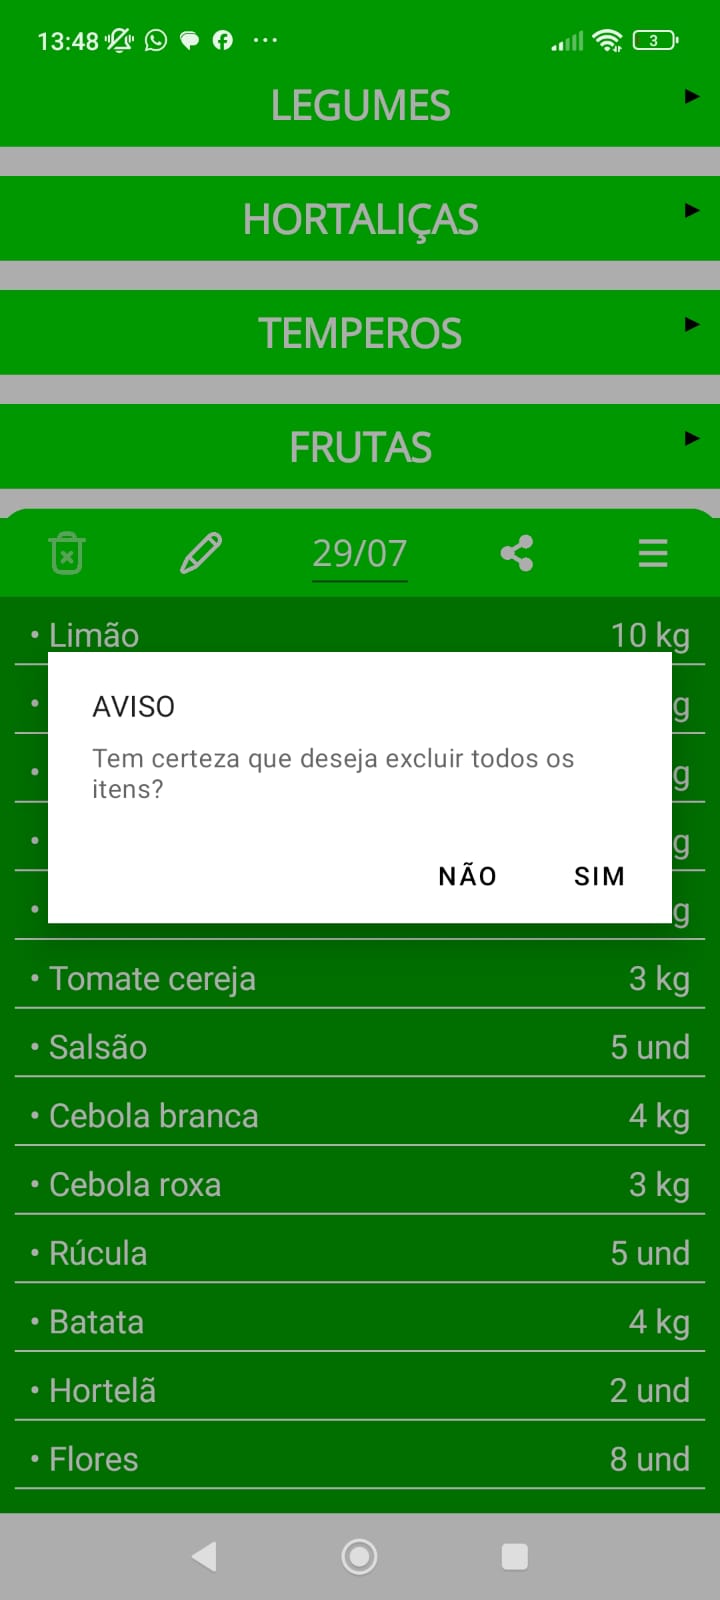 13:48
3
LEGUMES
HORTALIÇAS
TEMPEROS
FRUTAS
29/07
• Limão 10 kg
g
g
g
g
AVISO
Tem certeza que deseja excluir todos os
itens?
NÃO SIM
• Tomate cereja 3 kg
• Salsão 5 und
• Cebola branca 4 kg
• Cebola roxa 3 kg
• Rúcula 5 und
• Batata 4 kg
• Hortelã 2 und
• Flores 8 und